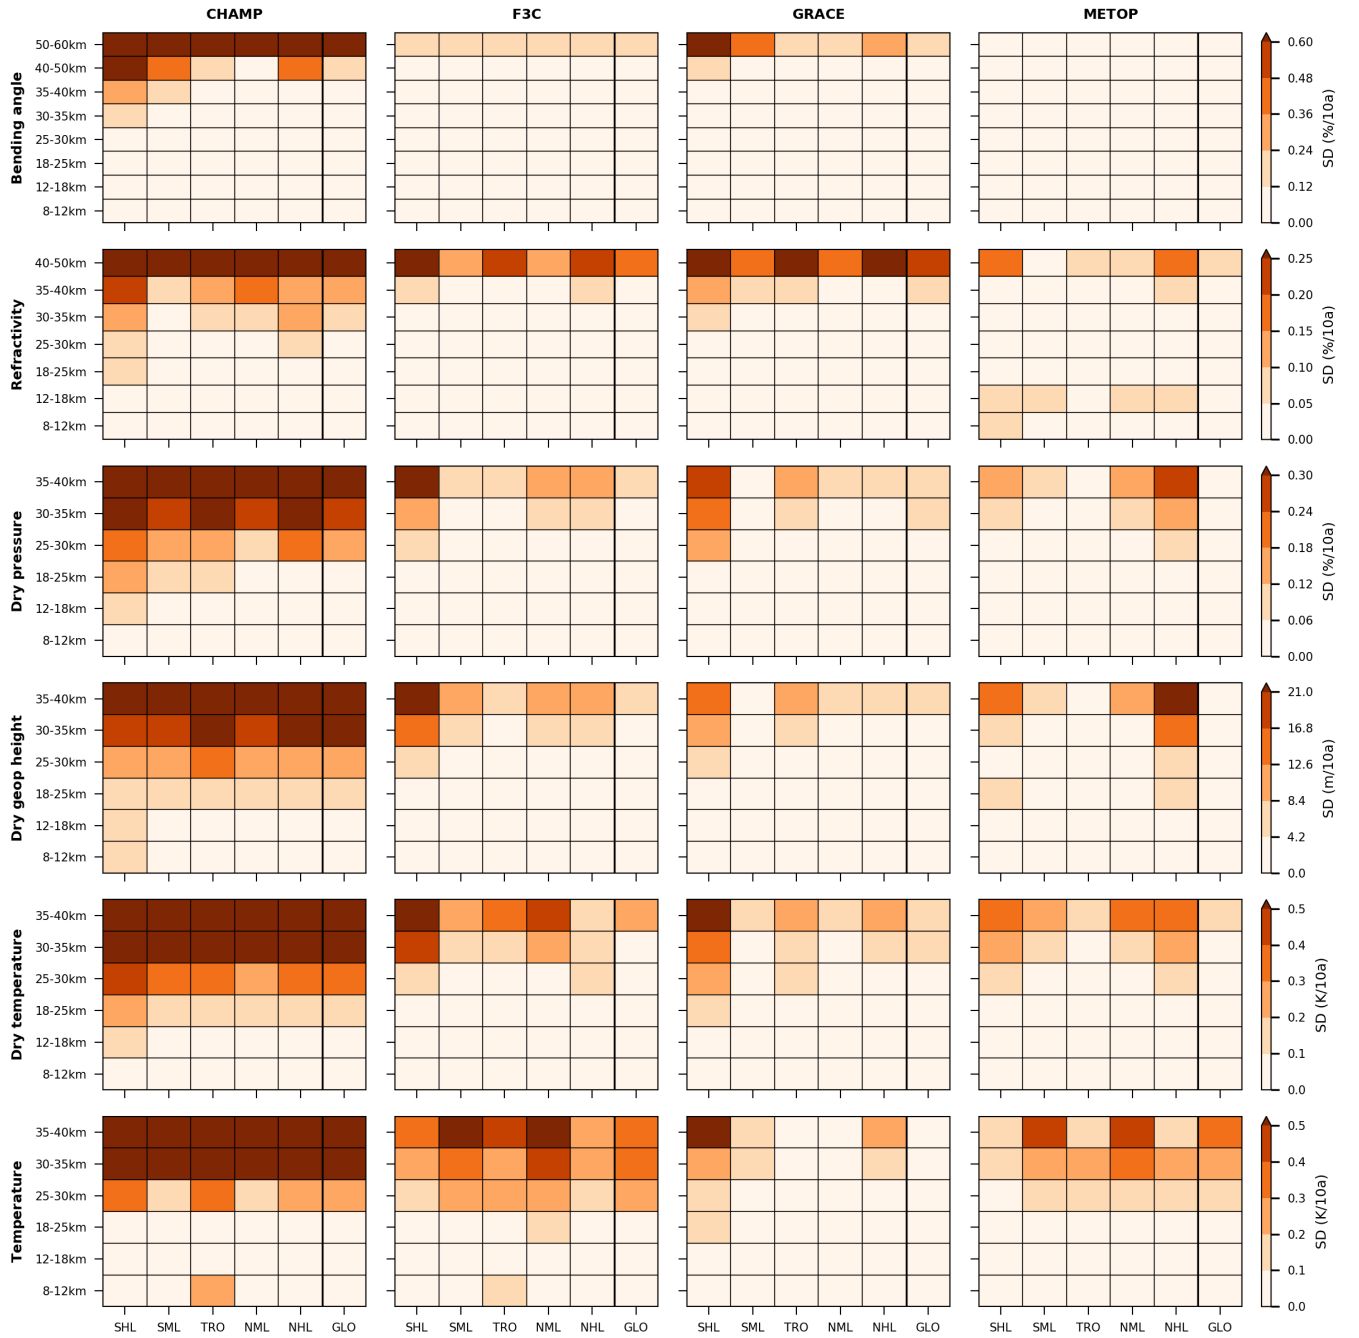 CHAMP F3C GRACE METOP
Bending angle
50-60km
40-50km
35-40km
30-35km
25-30km
18-25km
12-18km
8-12km
0.60
0.48
0.36
0.24
0.12
0.00
SD (%/10a)
Refractivity
40-50km
35-40km
30-35km
25-30km
18-25km
12-18km
8-12km
0.25
0.20
0.15
0.10
0.05
0.00
SD (%/10a)
Dry pressure
35-40km
30-35km
25-30km
18-25km
12-18km
8-12km
0.30
0.24
0.18
0.12
0.06
0.00
SD (%/10a)
Dry geop height
35-40km
30-35km
25-30km
18-25km
12-18km
8-12km
21.0
16.8
12.6
8.4
4.2
0.0
SD (m/10a)
Dry temperature
35-40km
30-35km
25-30km
18-25km
12-18km
8-12km
0.5
0.4
0.3
0.2
0.1
0.0
SD (K/10a)
Temperature
35-40km
30-35km
25-30km
18-25km
12-18km
8-12km
0.5
0.4
0.3
0.2
0.1
0.0
SD (K/10a)
SHL SML TRO NML NHL GLO SHL SML TRO NML NHL GLO SHL SML TRO NML NHL GLO SHL SML TRO NML NHL GLO